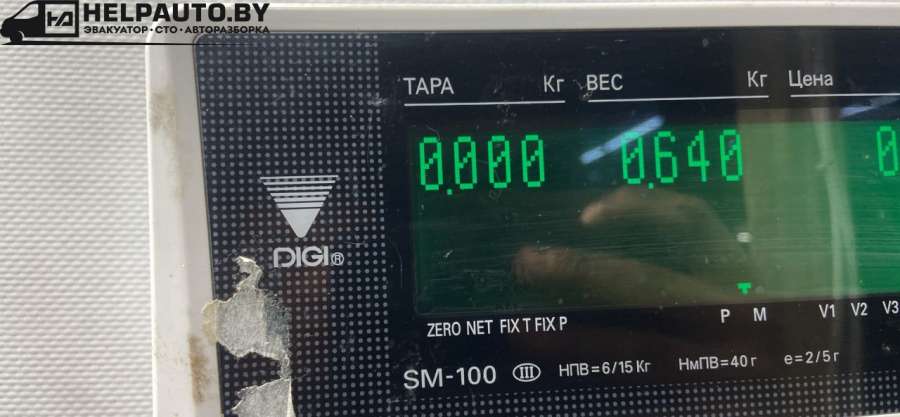 HELPAUTO.BY
ЭВАКУАТОР • СТО • АВТОРАЗБОРКА
ТАРА Кг ВЕС Кг Цена
0.000 0.640 0
DIGI®
ZERO NET FIX T FIX P P M V1 V2 V3
SM-100 III НПВ=6/15 Кг НмПВ=40 г e=2/5 г